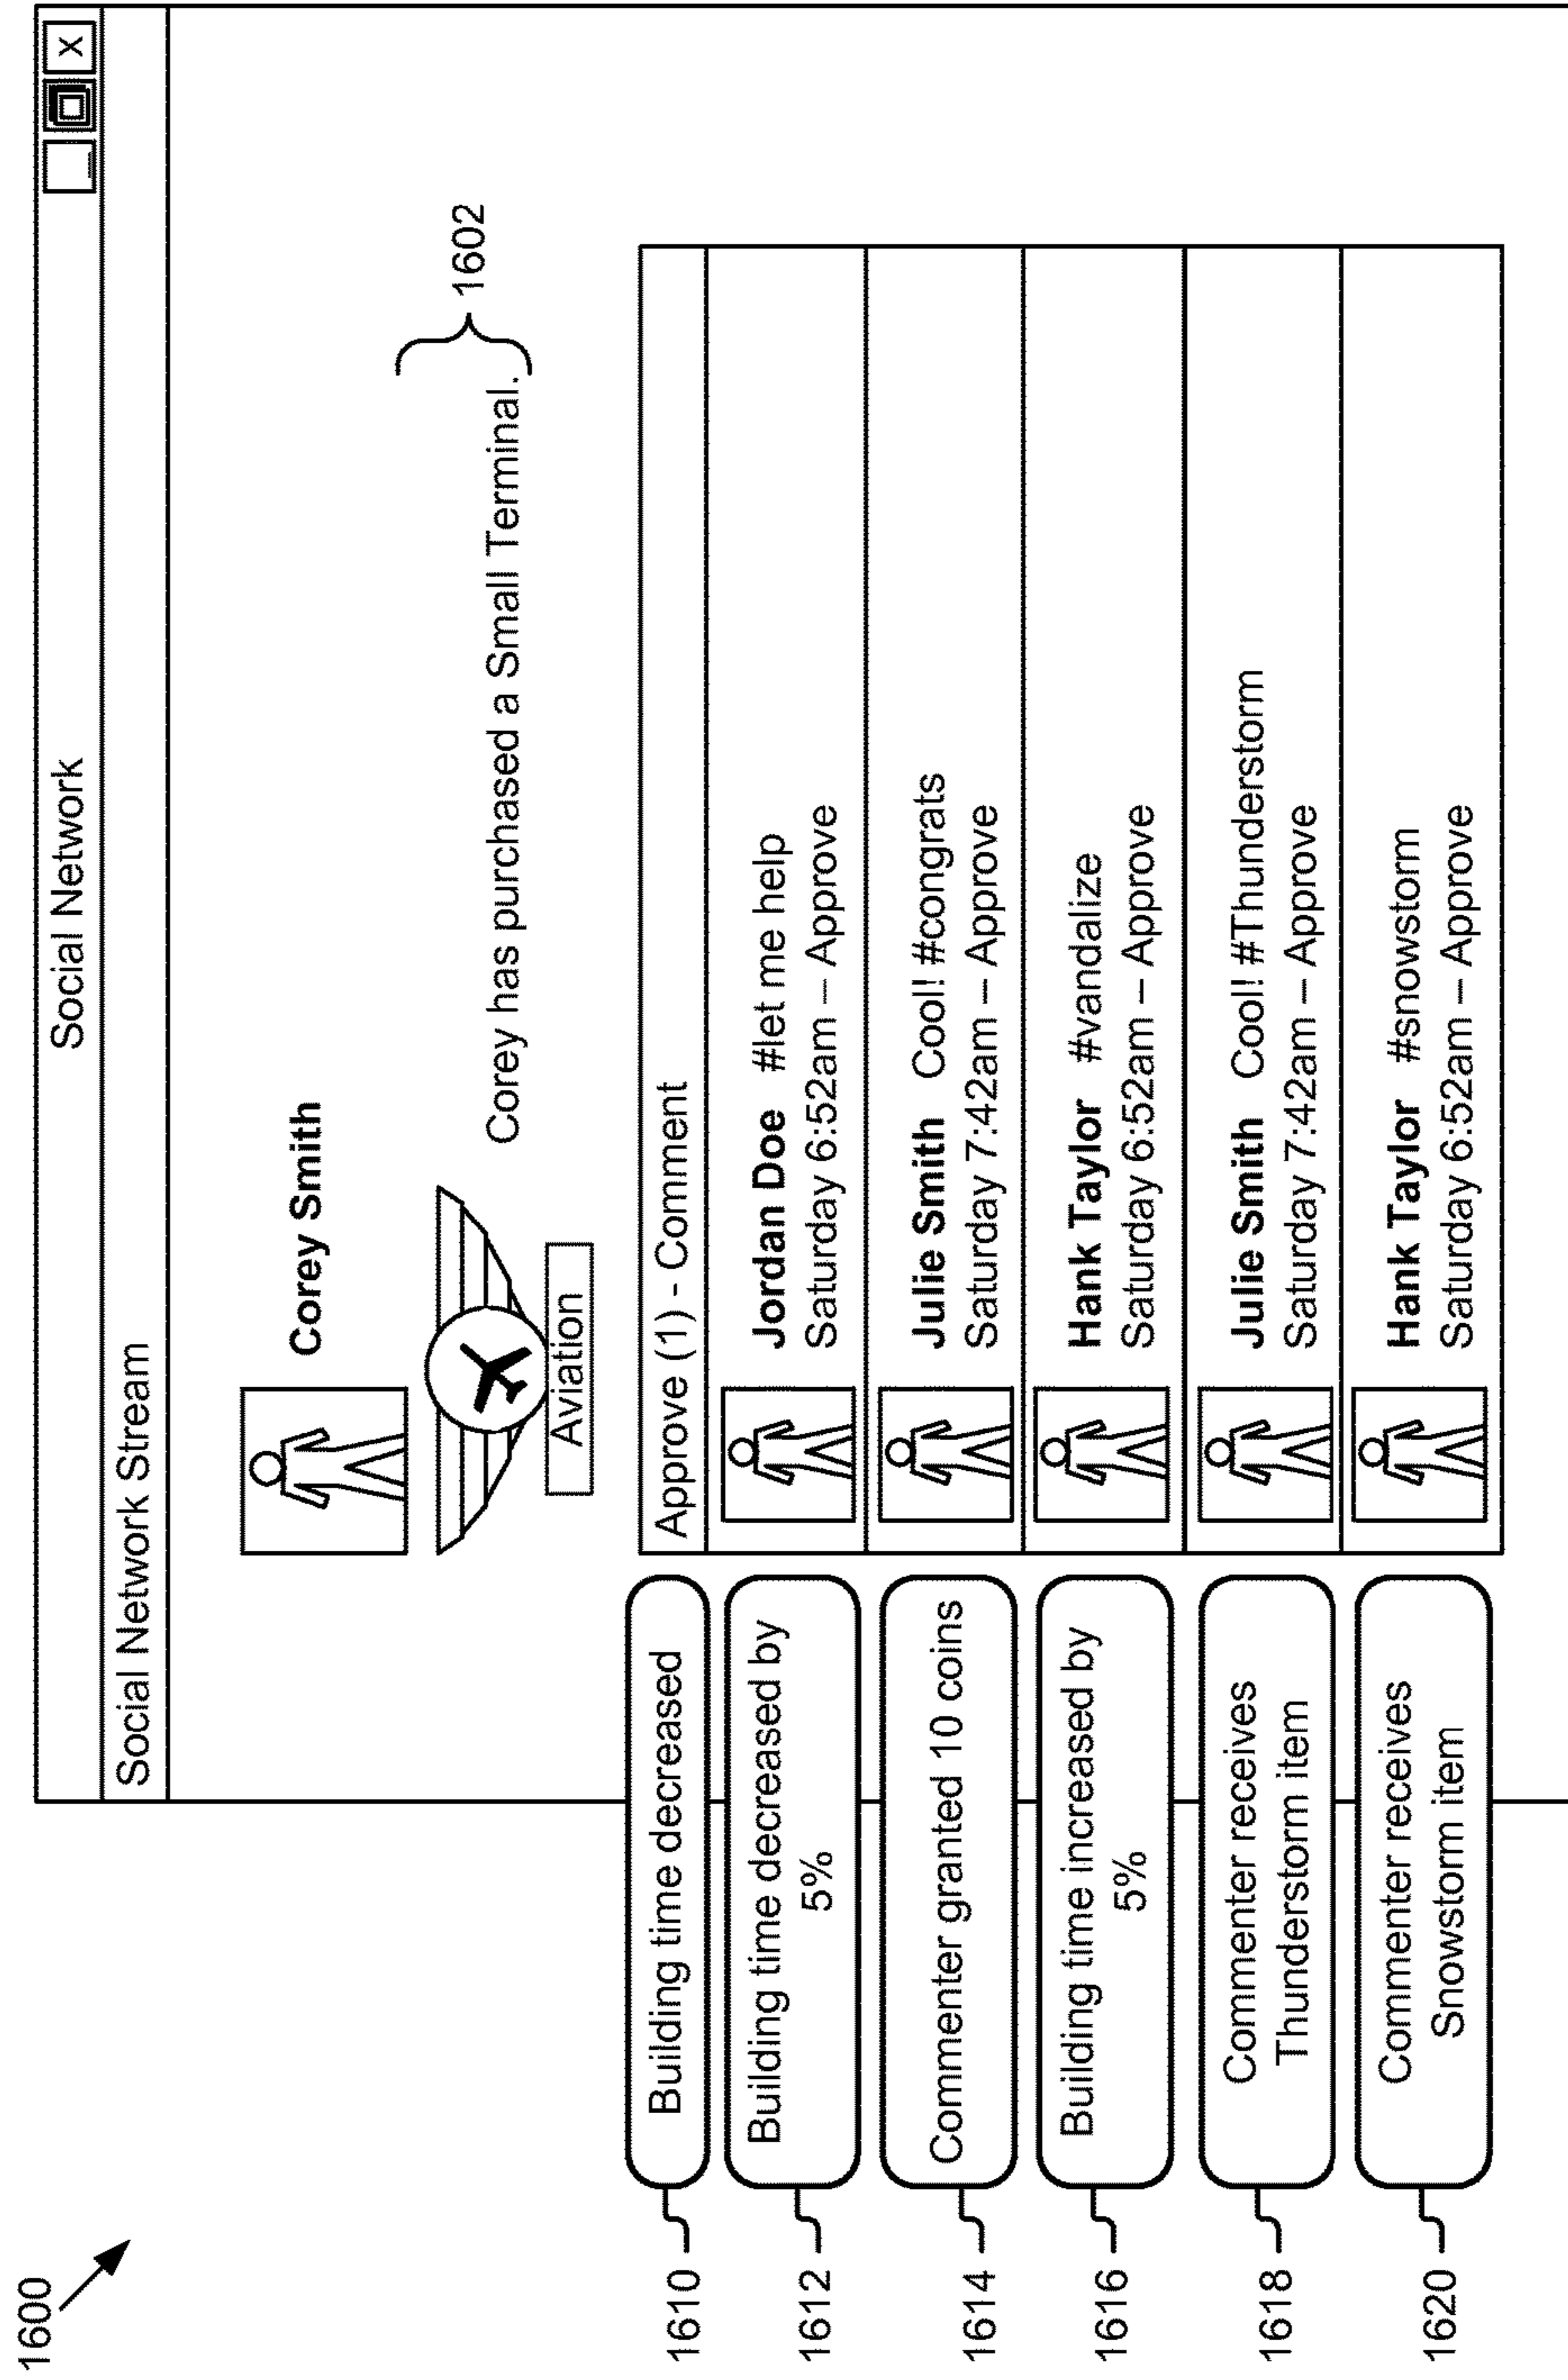 1600
Social Network
X
Social Network Stream
Corey Smith
Aviation
Corey has purchased a Small Terminal.
1602
1610
Building time decreased
Approve (1) - Comment
1612
Building time decreased by
5%
Jordan Doe #let me help
Saturday 6:52am – Approve
1614
Commenter granted 10 coins
Julie Smith Cool! #congrats
Saturday 7:42am – Approve
1616
Building time increased by
5%
Hank Taylor #vandalize
Saturday 6:52am – Approve
1618
Commenter receives
Thunderstorm item
Julie Smith Cool! #Thunderstorm
Saturday 7:42am – Approve
1620
Commenter receives
Snowstorm item
Hank Taylor #snowstorm
Saturday 6:52am – Approve